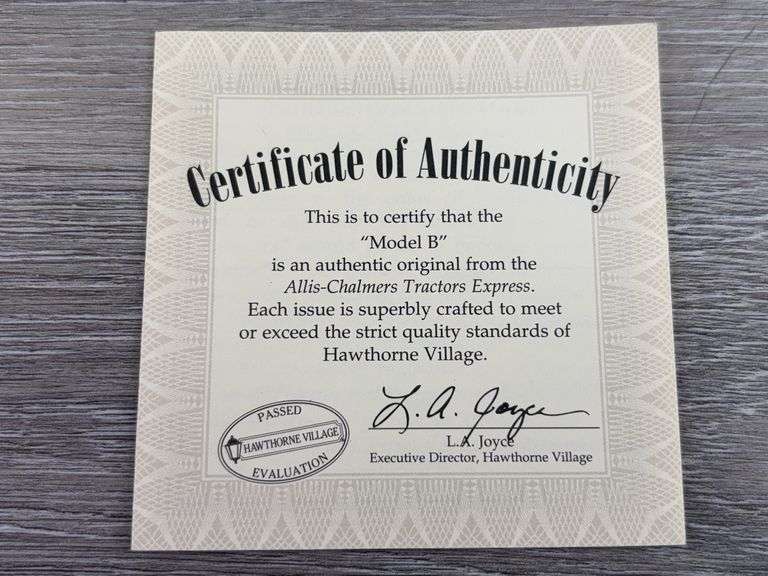 Certificate of Authenticity
This is to certify that the
“Model B”
is an authentic original from the
Allis-Chalmers Tractors Express.
Each issue is superbly crafted to meet
or exceed the strict quality standards of
Hawthorne Village.
PASSED
HAWTHORNE VILLAGE
EVALUATION
L. A. Joyce
L.A. Joyce
Executive Director, Hawthorne Village